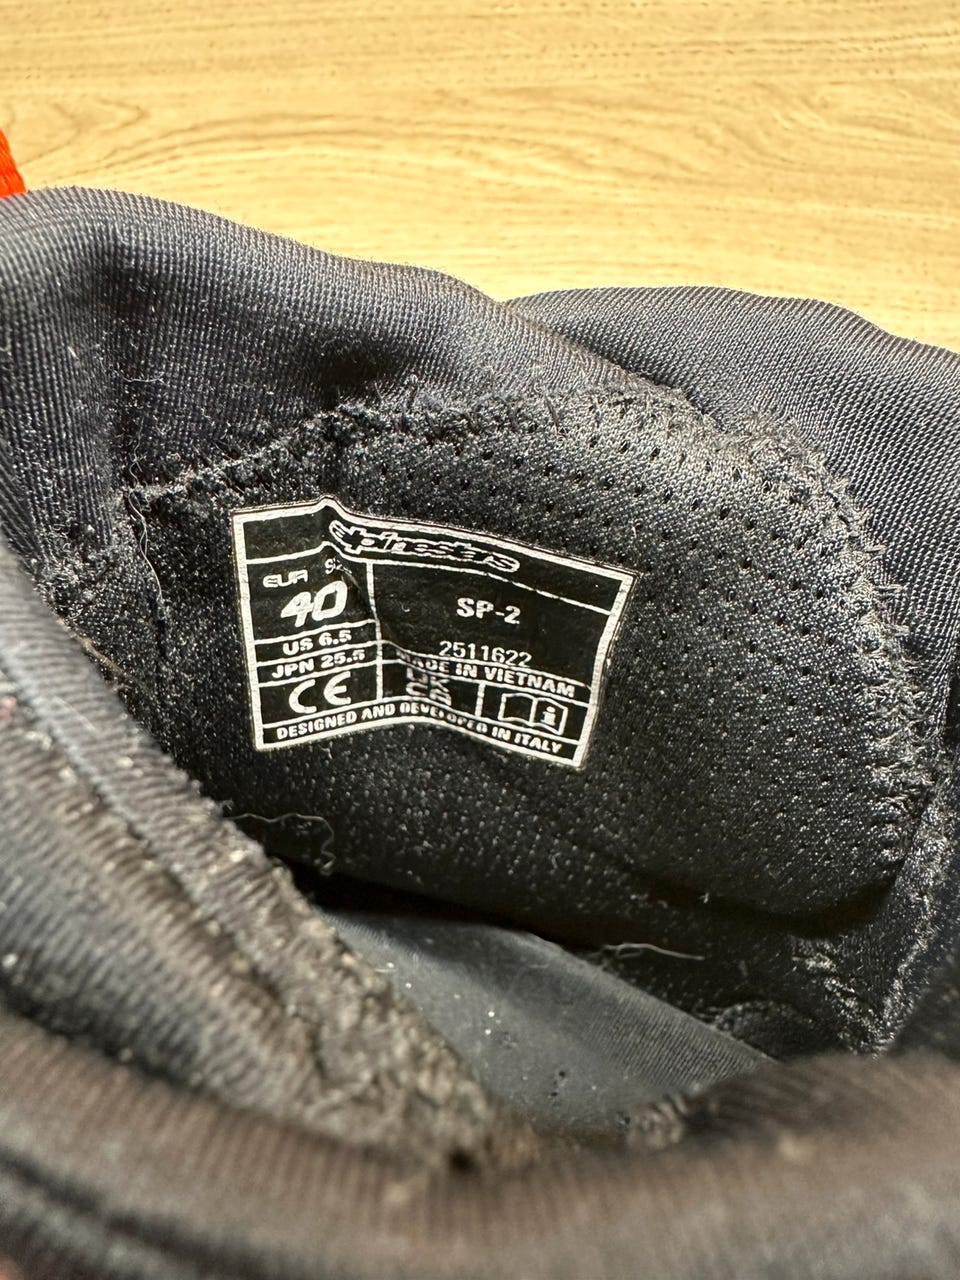 alpinestars
EUR SZ.
40
US 6.5
JPN 25.5
CE
SP-2
2511622
MADE IN VIETNAM
UK
CA
i
DESIGNED AND DEVELOPED IN ITALY